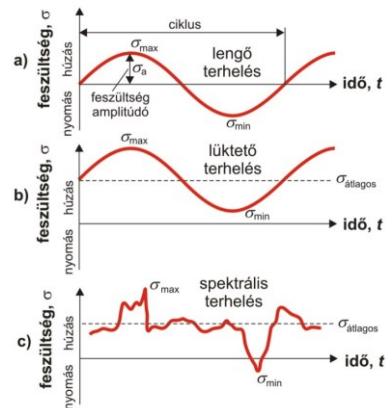 a)
feszültség, σ
nyomás húzás
ciklus
σmax
σa
feszültség
amplitúdó
lengő
terhelés
σmin
idő, t
b)
feszültség, σ
nyomás húzás
σmax
lüktető
terhelés
σátlagos
σmin
idő, t
c)
feszültség, σ
nyomás húzás
σmax
spektrális
terhelés
σátlagos
σmin
idő, t